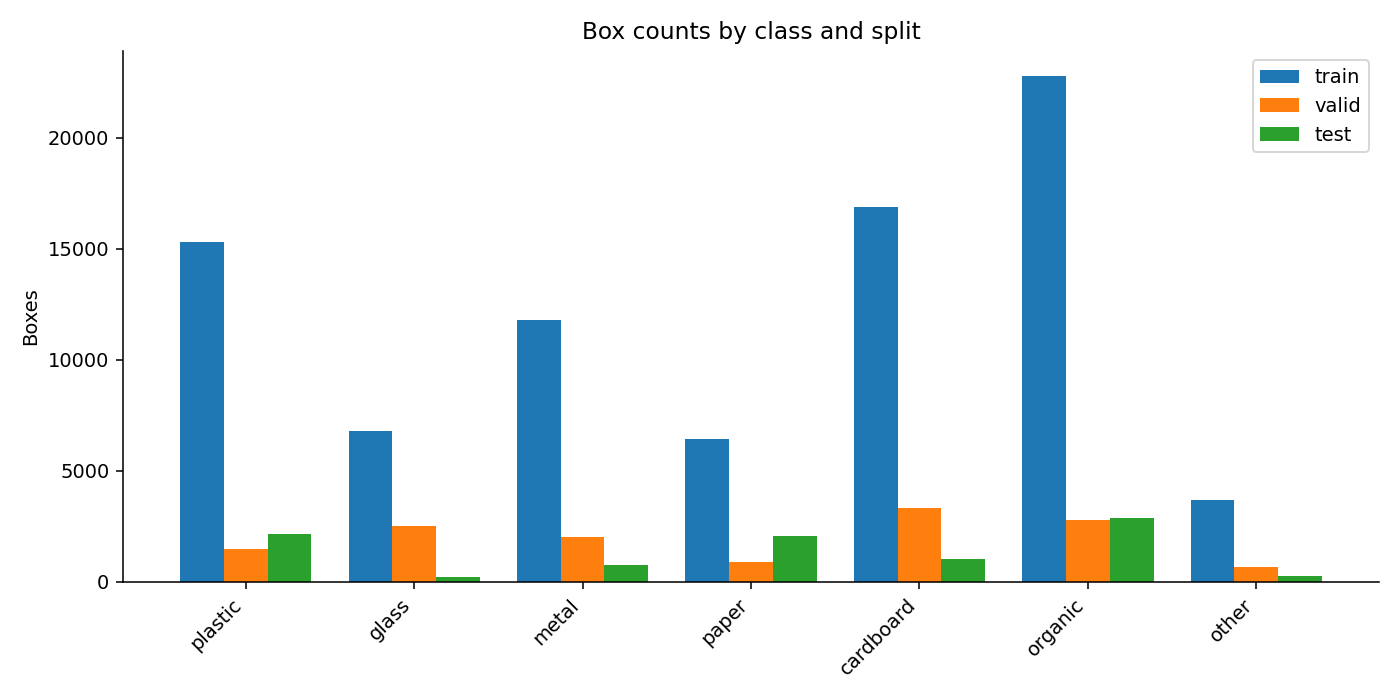 Box counts by class and split
train
valid
test
Boxes
20000
15000
10000
5000
0
plastic
glass
metal
paper
cardboard
organic
other